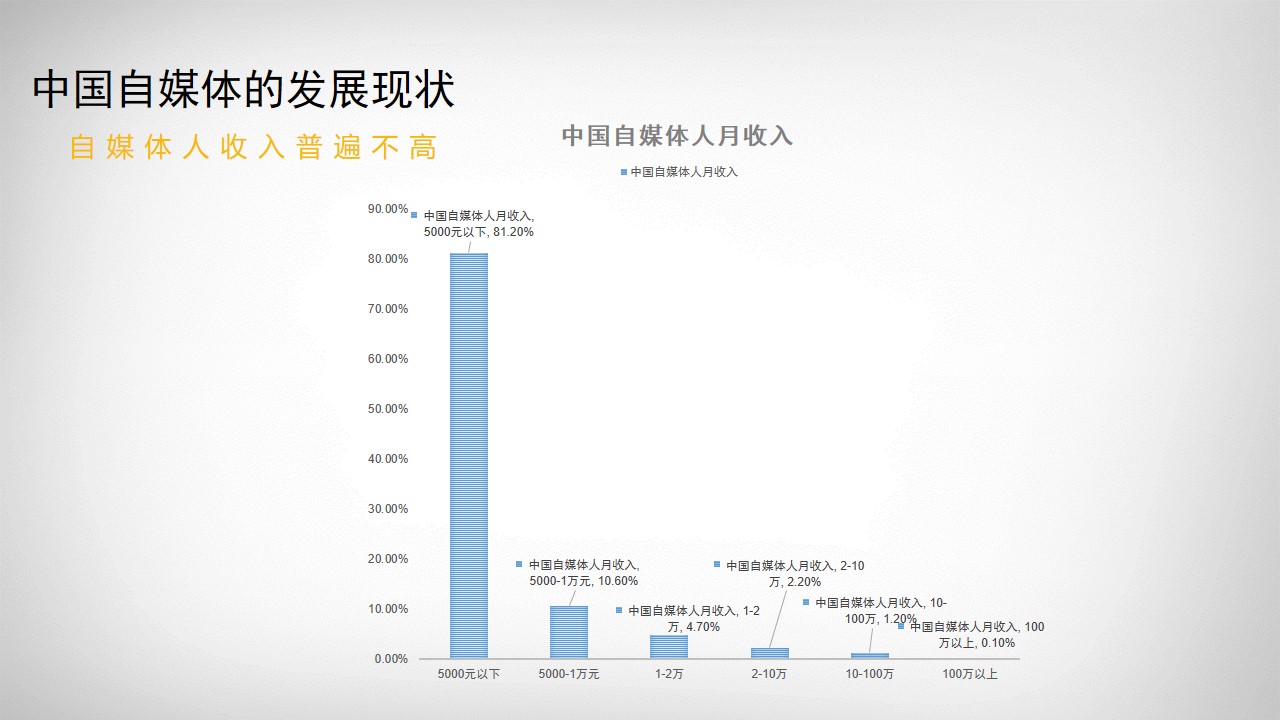 中国自媒体的发展现状
自媒体人收入普遍不高
中国自媒体人月收入
中国自媒体人月收入
90.00%
80.00%
70.00%
60.00%
50.00%
40.00%
30.00%
20.00%
10.00%
0.00%
中国自媒体人月收入,
5000元以下, 81.20%
中国自媒体人月收入,
5000-1万元, 10.60%
中国自媒体人月收入, 1-2
万, 4.70%
中国自媒体人月收入, 2-10
万, 2.20%
中国自媒体人月收入, 10-
100万, 1.20%
中国自媒体人月收入, 100
万以上, 0.10%
5000元以下
5000-1万元
1-2万
2-10万
10-100万
100万以上